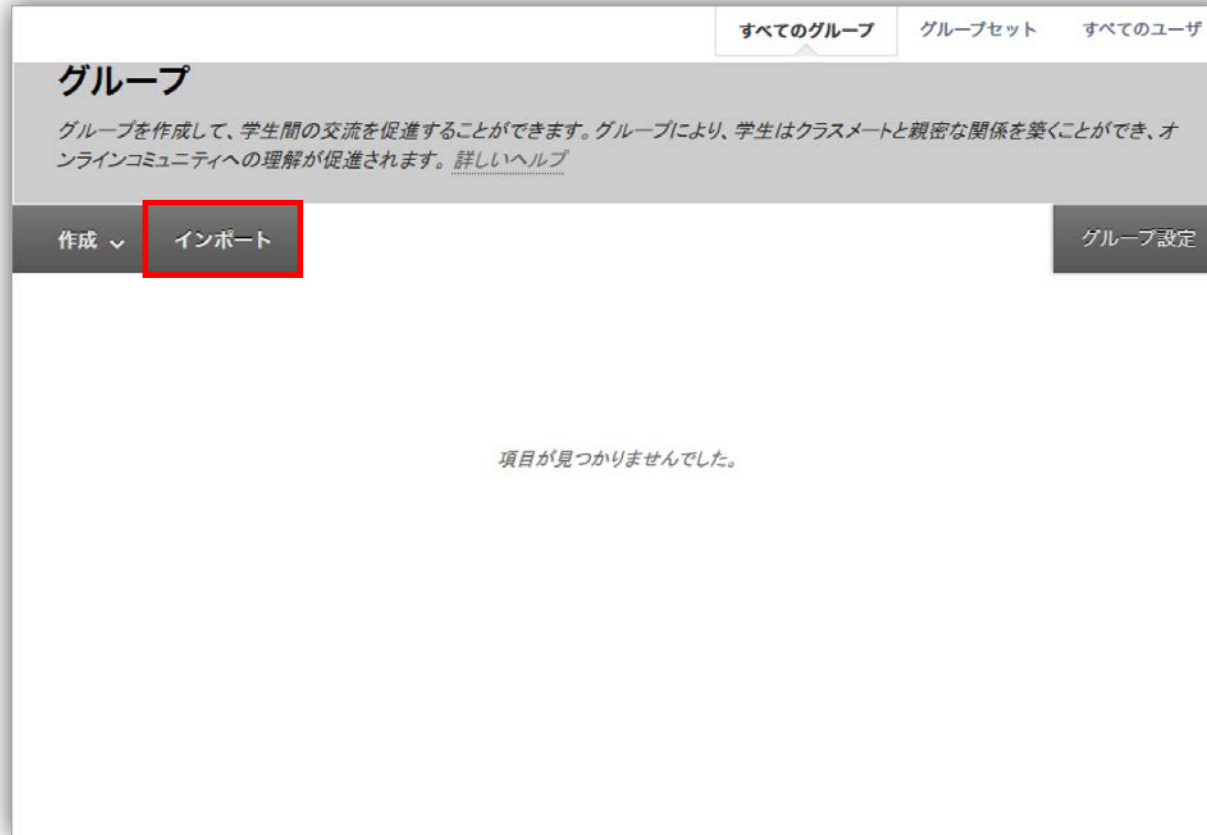 すべてのグループ グループセット すべてのユーザ
グループ
グループを作成して、学生間の交流を促進することができます。グループにより、学生はクラスメートと親密な関係を築くことができ、オ
ンラインコミュニティへの理解が促進されます。 詳しいヘルプ
作成 インポート グループ設定
項目が見つかりませんでした。